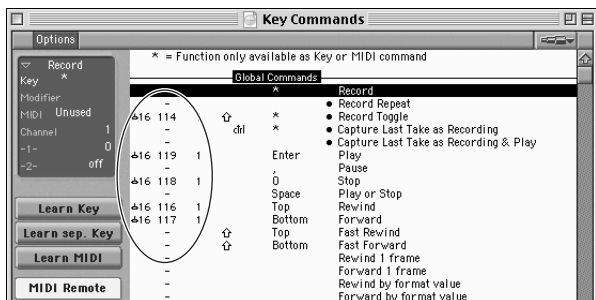 Key Commands
Options
* = Function only available as Key or MIDI command
Global Commands
Record
Key *
Modifier
MIDI Unused
Channel 1
-1- 0
-2- off
Learn Key
Learn sep. Key
Learn MIDI
MIDI Remote
* Record
- • Record Repeat
16 114 ⇧ * • Record Toggle
- ctrl * • Capture Last Take as Recording
- • Capture Last Take as Recording & Play
16 119 1 Enter Play
- , Pause
16 118 1 0 Stop
- Space Play or Stop
16 116 1 Top Rewind
16 117 1 Bottom Forward
- ⇧ Top Fast Rewind
- ⇧ Bottom Fast Forward
- Rewind 1 frame
- Forward 1 frame
- Rewind by format value
- Forward by format value